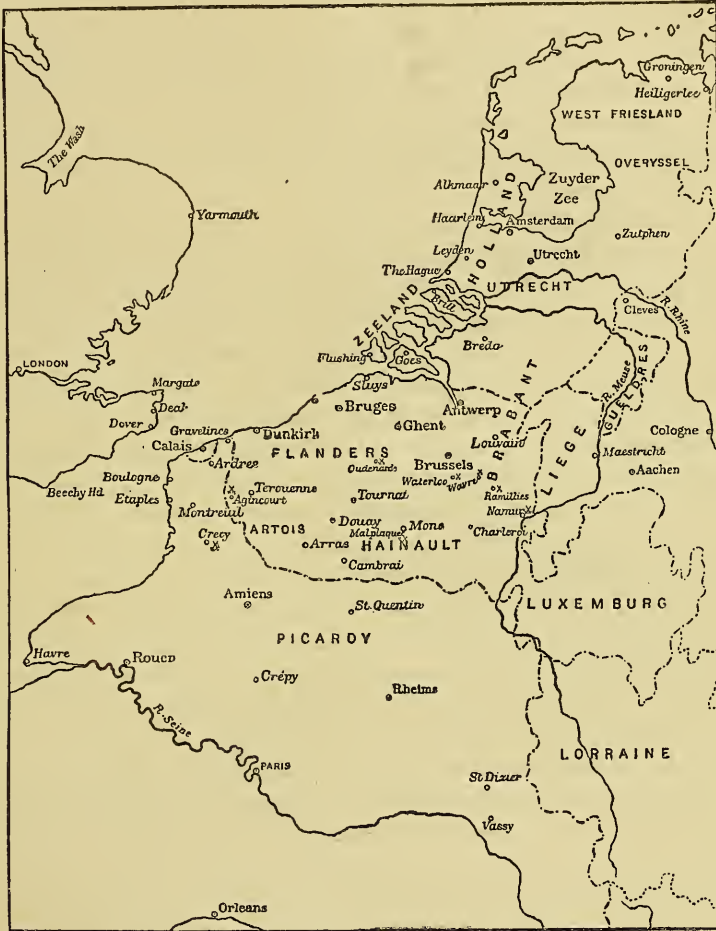 Groningen
Heiligerlee
WEST FRIESLAND
The Wash
OVERYSSEL
Alkmaar
Zuyder
Zee
Yarmouth
HOLLAND
Haarlem
Amsterdam
Zutphen
Leyden
Utrecht
The Hague
UTRECHT
Brill
ZEELAND
Cleves
R. Rhine
LONDON
Flushing
Goes
Breda
R. Meuse
GUELDRES
Margate
Sluys
BRABANT
Deal
Bruges
Antwerp
Dover
Gravelines
Dunkirk
Ghent
Cologne
Calais
FLANDERS
Louvain
LIEGE
Maestricht
Ardres
Oudenarde
Brussels
Aachen
Boulogne
Terouenne
Waterloo
Wavre
Beechy Hd.
Etaples
Agincourt
Tournai
Ramillies
Montreuil
Namur
Crecy
ARTOIS
Douay
Mons
Charleroi
Malplaquet
Arras
HAINAULT
Cambrai
Amiens
St. Quentin
LUXEMBURG
PICARDY
Havre
Rouen
Crépy
Rheims
R. Seine
LORRAINE
PARIS
St Dizier
Vassy
Orleans